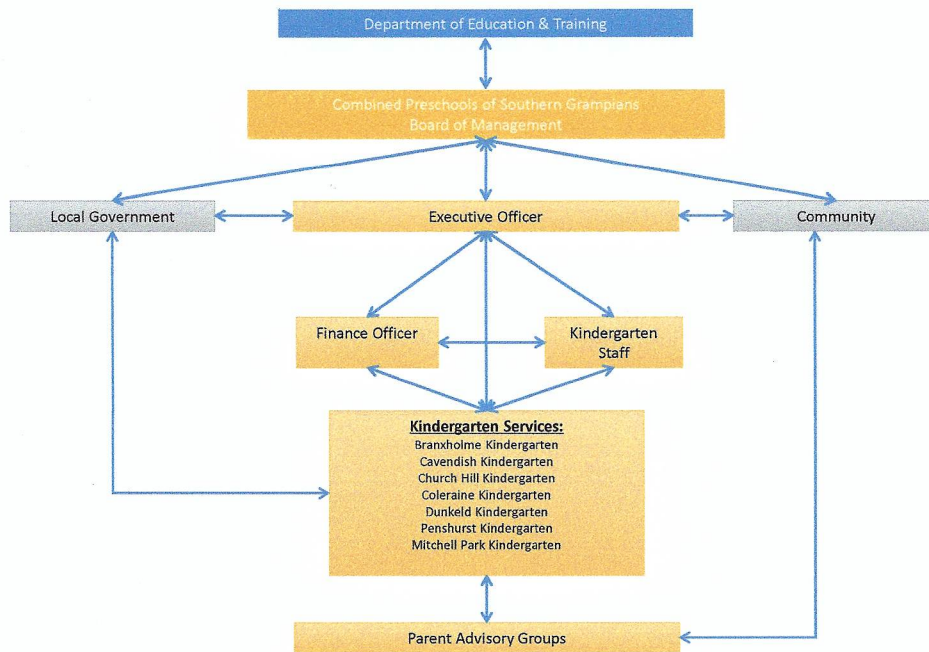 Department of Education & Training
Combined Preschools of Southern Grampians
Board of Management
Local Government
Executive Officer
Community
Finance Officer
Kindergarten
Staff
Kindergarten Services:
Branxholme Kindergarten
Cavendish Kindergarten
Church Hill Kindergarten
Coleraine Kindergarten
Dunkeld Kindergarten
Penshurst Kindergarten
Mitchell Park Kindergarten
Parent Advisory Groups